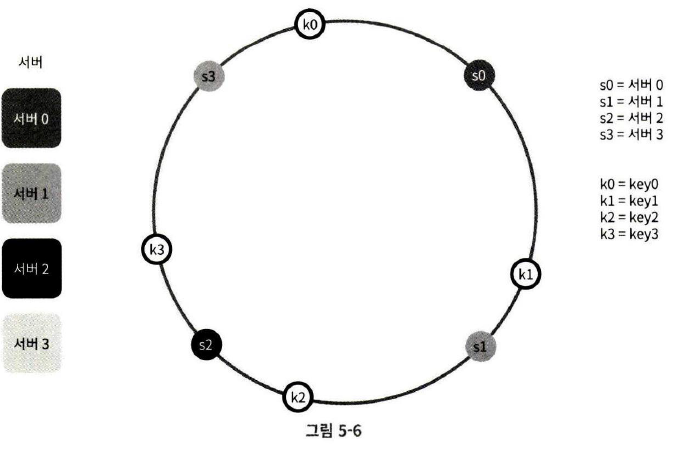 서버
서버 0
서버 1
서버 2
서버 3
k0
s3
s0
k3
k1
s2
s1
k2
s0 = 서버 0
s1 = 서버 1
s2 = 서버 2
s3 = 서버 3
k0 = key0
k1 = key1
k2 = key2
k3 = key3
그림 5-6